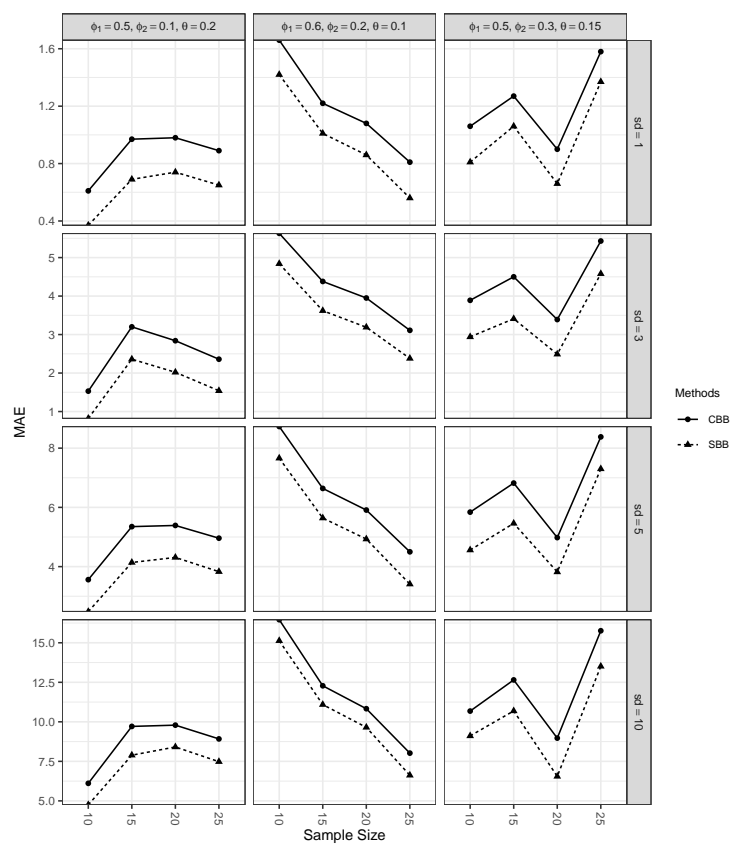 ϕ₁ = 0.5, ϕ₂ = 0.1, θ = 0.2
ϕ₁ = 0.6, ϕ₂ = 0.2, θ = 0.1
ϕ₁ = 0.5, ϕ₂ = 0.3, θ = 0.15
1.6
1.2
0.8
0.4
sd = 1
5
4
3
2
1
sd = 3
MAE
8
6
4
sd = 5
15.0
12.5
10.0
7.5
5.0
sd = 10
10
15
20
25
10
15
20
25
10
15
20
25
Sample Size
Methods
CBB
SBB